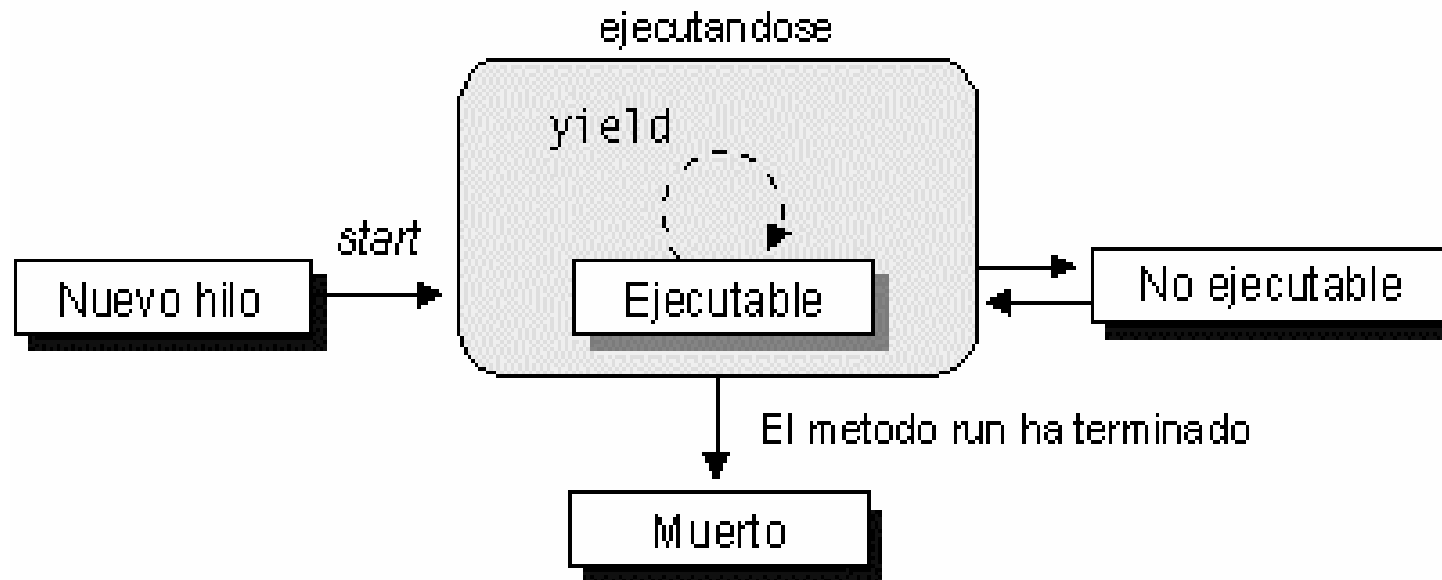 ejecutandose
yield
start
Nuevo hilo
Ejecutable
No ejecutable
El metodo run ha terminado
Muerto